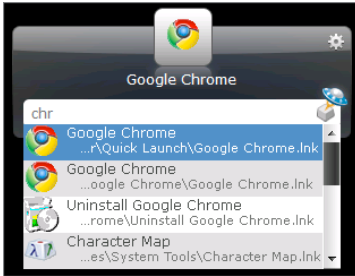 Google Chrome
chr
Google Chrome
...r\Quick Launch\Google Chrome.lnk
Google Chrome
...oogle Chrome\Google Chrome.lnk
Uninstall Google Chrome
...rome\Uninstall Google Chrome.lnk
Character Map
...es\System Tools\Character Map.lnk